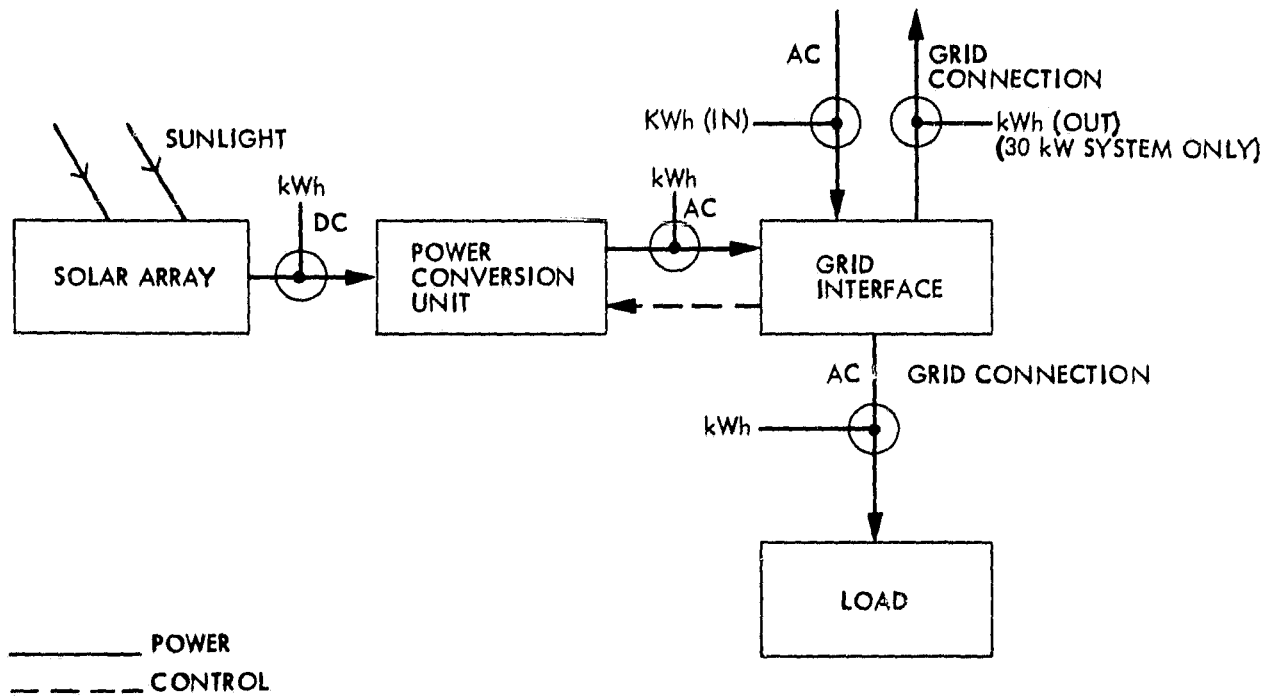 AC
GRID
CONNECTION
KWh (IN)
kWh (OUT)
(30 kW SYSTEM ONLY)
SUNLIGHT
kWh
DC
kWh
AC
SOLAR ARRAY
POWER
CONVERSION
UNIT
GRID
INTERFACE
AC
GRID CONNECTION
kWh
LOAD
POWER
CONTROL